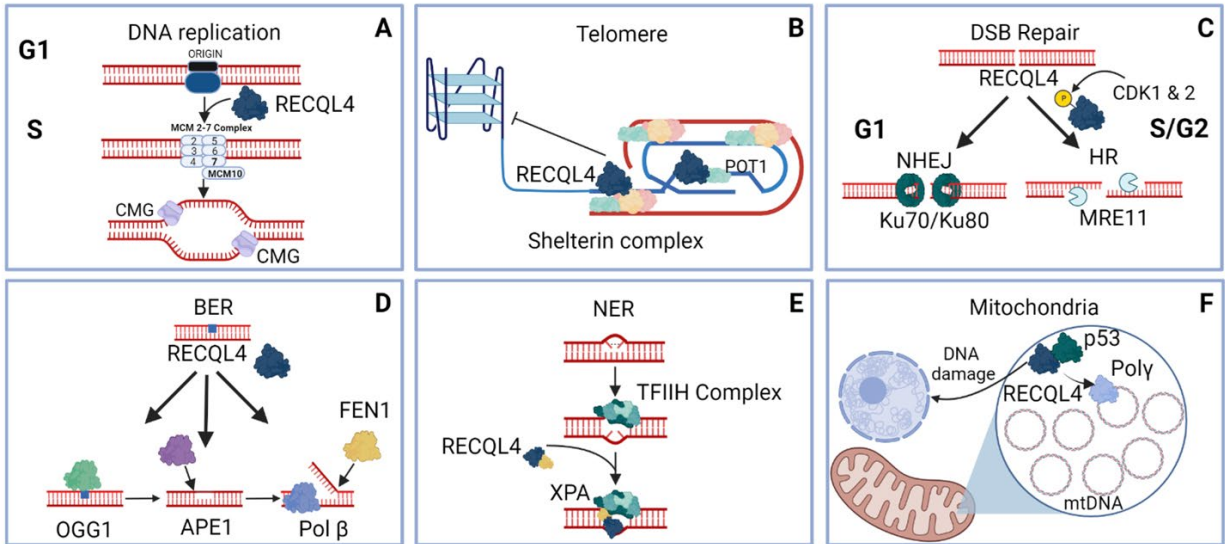 A
DNA replication
G1
ORIGIN
RECQL4
S
MCM 2-7 Complex
2 5
3 6
4 7
MCM10
CMG
CMG
B
Telomere
RECQL4
POT1
Shelterin complex
C
DSB Repair
RECQL4
P
CDK1 & 2
G1
S/G2
NHEJ
HR
Ku70/Ku80
MRE11
D
BER
RECQL4
FEN1
OGG1
APE1
Pol β
E
NER
TFIIH Complex
RECQL4
XPA
F
Mitochondria
p53
DNA
damage
Polγ
RECQL4
mtDNA